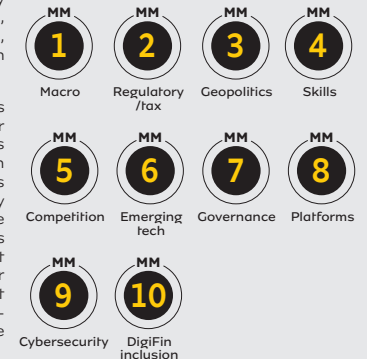 MM MM MM MM
1 2 3 4
Macro Regulatory Geopolitics Skills
/tax
MM MM MM MM
5 6 7 8
Competition Emerging Governance Platforms
tech
MM MM
9 10
Cybersecurity DigiFin
inclusion